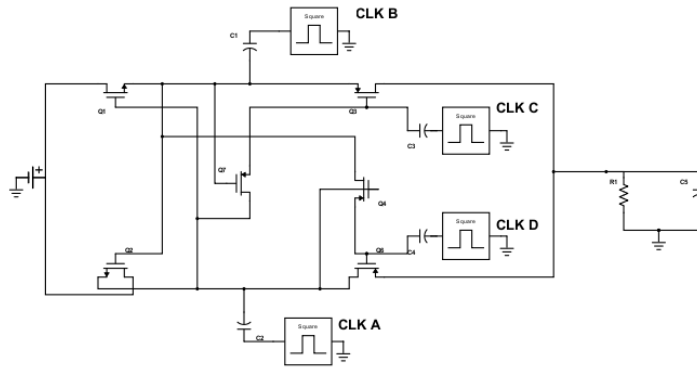 CLK B
Square
C1
Q1
Q3
CLK C
Square
C3
Q7
+
Q4
R1
C5
CLK D
Square
Q2
Q8
C4
CLK A
Square
C2